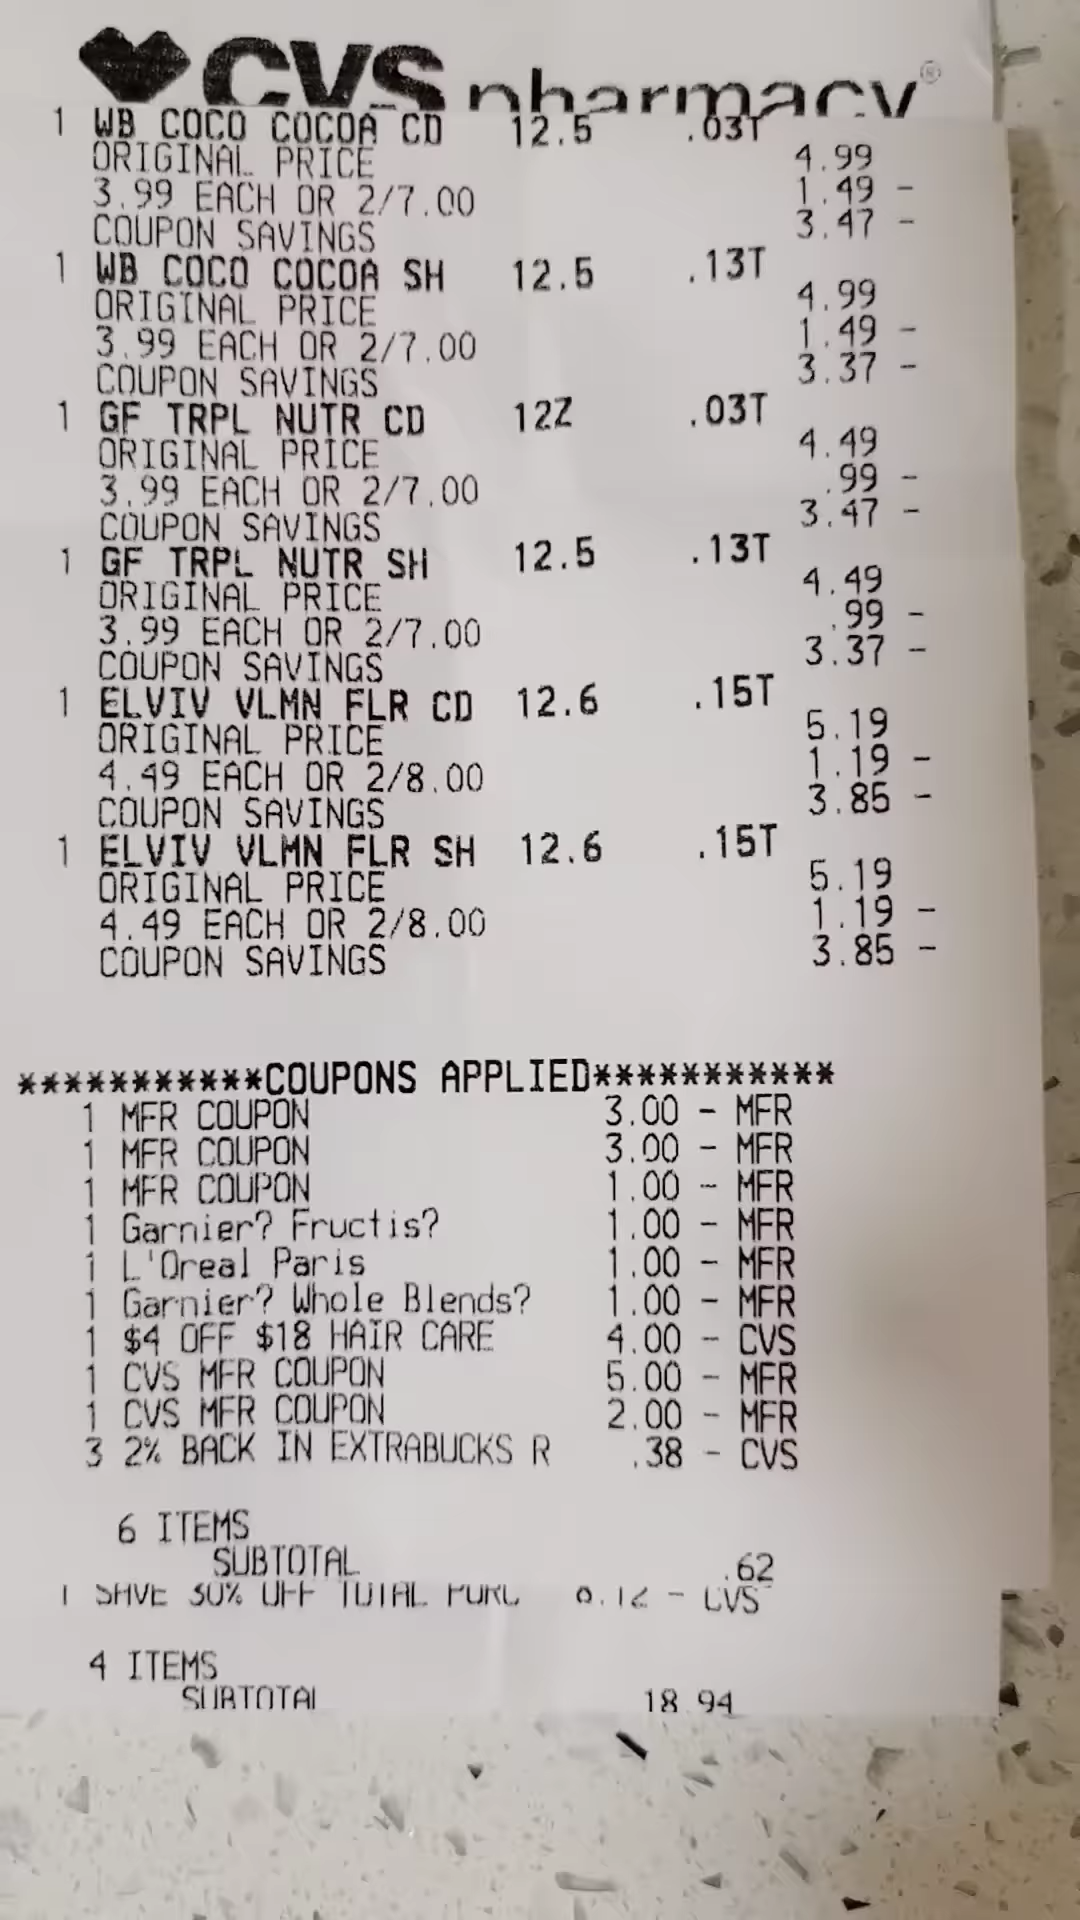 CVS pharmacy®
1 WB COCO COCOA CD 12.5 .03T
ORIGINAL PRICE 4.99
3.99 EACH OR 2/7.00 1.49 -
COUPON SAVINGS 3.47 -
1 WB COCO COCOA SH 12.5 .13T
ORIGINAL PRICE 4.99
3.99 EACH OR 2/7.00 1.49 -
COUPON SAVINGS 3.37 -
1 GF TRPL NUTR CD 12Z .03T
ORIGINAL PRICE 4.49
3.99 EACH OR 2/7.00 .99 -
COUPON SAVINGS 3.47 -
1 GF TRPL NUTR SH 12.5 .13T
ORIGINAL PRICE 4.49
3.99 EACH OR 2/7.00 .99 -
COUPON SAVINGS 3.37 -
1 ELVIV VLMN FLR CD 12.6 .15T
ORIGINAL PRICE 5.19
4.49 EACH OR 2/8.00 1.19 -
COUPON SAVINGS 3.85 -
1 ELVIV VLMN FLR SH 12.6 .15T
ORIGINAL PRICE 5.19
4.49 EACH OR 2/8.00 1.19 -
COUPON SAVINGS 3.85 -
***********COUPONS APPLIED***********
1 MFR COUPON 3.00 - MFR
1 MFR COUPON 3.00 - MFR
1 MFR COUPON 1.00 - MFR
1 Garnier? Fructis? 1.00 - MFR
1 L'Oreal Paris 1.00 - MFR
1 Garnier? Whole Blends? 1.00 - MFR
1 $4 OFF $18 HAIR CARE 4.00 - CVS
1 CVS MFR COUPON 5.00 - MFR
1 CVS MFR COUPON 2.00 - MFR
3 2% BACK IN EXTRABUCKS R .38 - CVS
6 ITEMS
SUBTOTAL .62
1 SAVE 30% OFF TOTAL PURC - CVS
4 ITEMS
SUBTOTAL 18.94